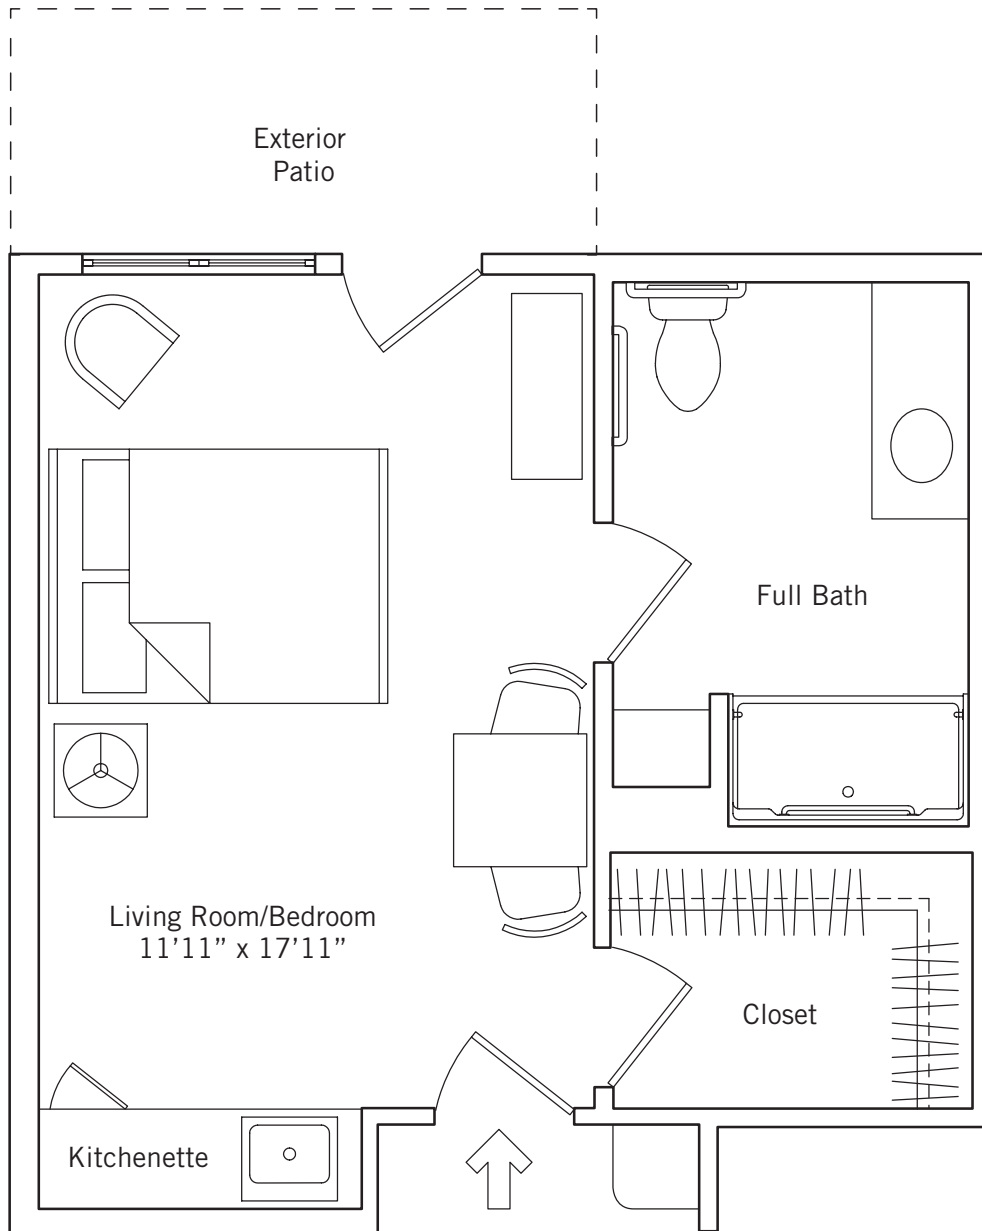 Exterior
Patio
Full Bath
Living Room/Bedroom
11’11” x 17’11”
Closet
Kitchenette